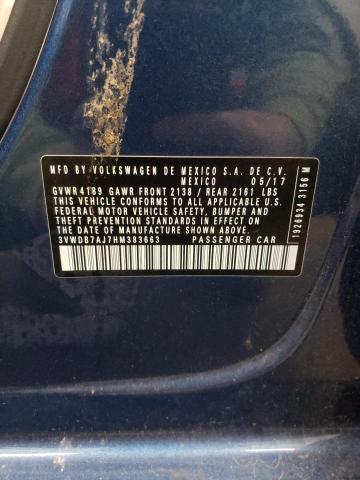 MFD BY VOLKSWAGEN DE MEXICO S.A. DE C.V.
MEXICO 05/17
GVWR 4189 GAWR FRONT 2138 / REAR 2161 LBS
THIS VEHICLE CONFORMS TO ALL APPLICABLE U.S.
FEDERAL MOTOR VEHICLE SAFETY, BUMPER AND
THEFT PREVENTION STANDARDS IN EFFECT ON
THE DATE OF MANUFACTURE SHOWN ABOVE.
3VWDB7AJ7HM383663 PASSENGER CAR
1926934 3156 M